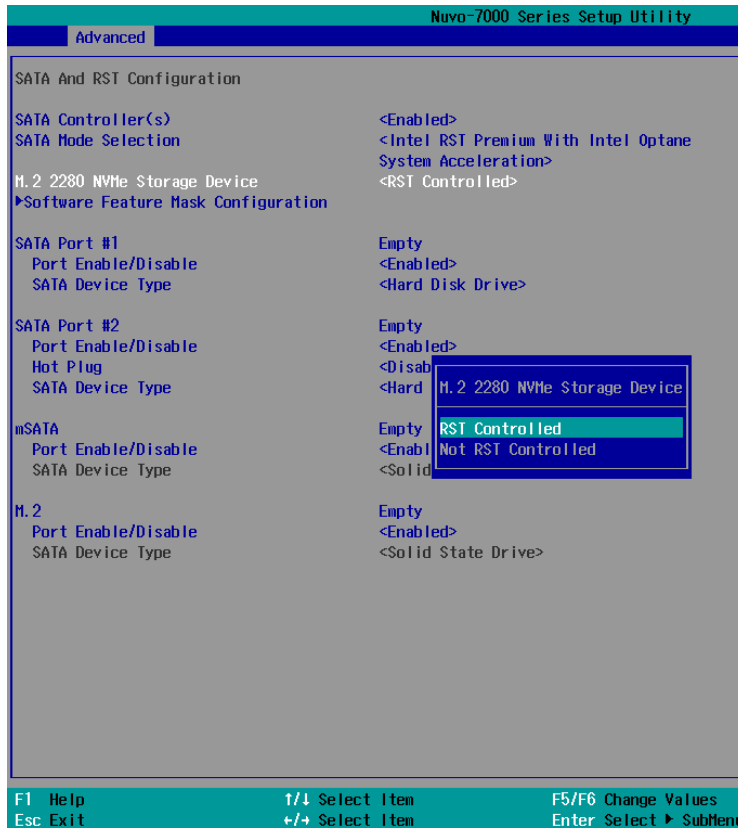 Nuvo-7000 Series Setup Utility
Advanced
SATA And RST Configuration
SATA Controller(s) <Enabled>
SATA Mode Selection <Intel RST Premium With Intel Optane
System Acceleration>
M.2 2280 NVMe Storage Device <RST Controlled>
▶Software Feature Mask Configuration
SATA Port #1 Empty
Port Enable/Disable <Enabled>
SATA Device Type <Hard Disk Drive>
SATA Port #2 Empty
Port Enable/Disable <Enabled>
Hot Plug <Disab
SATA Device Type <Hard
mSATA Empty
Port Enable/Disable <Enabl
SATA Device Type <Solid
M.2 2280 NVMe Storage Device
RST Controlled
Not RST Controlled
M.2 Empty
Port Enable/Disable <Enabled>
SATA Device Type <Solid State Drive>
F1 Help ↑/↓ Select Item F5/F6 Change Values
Esc Exit ←/→ Select Item Enter Select ▶ SubMenu